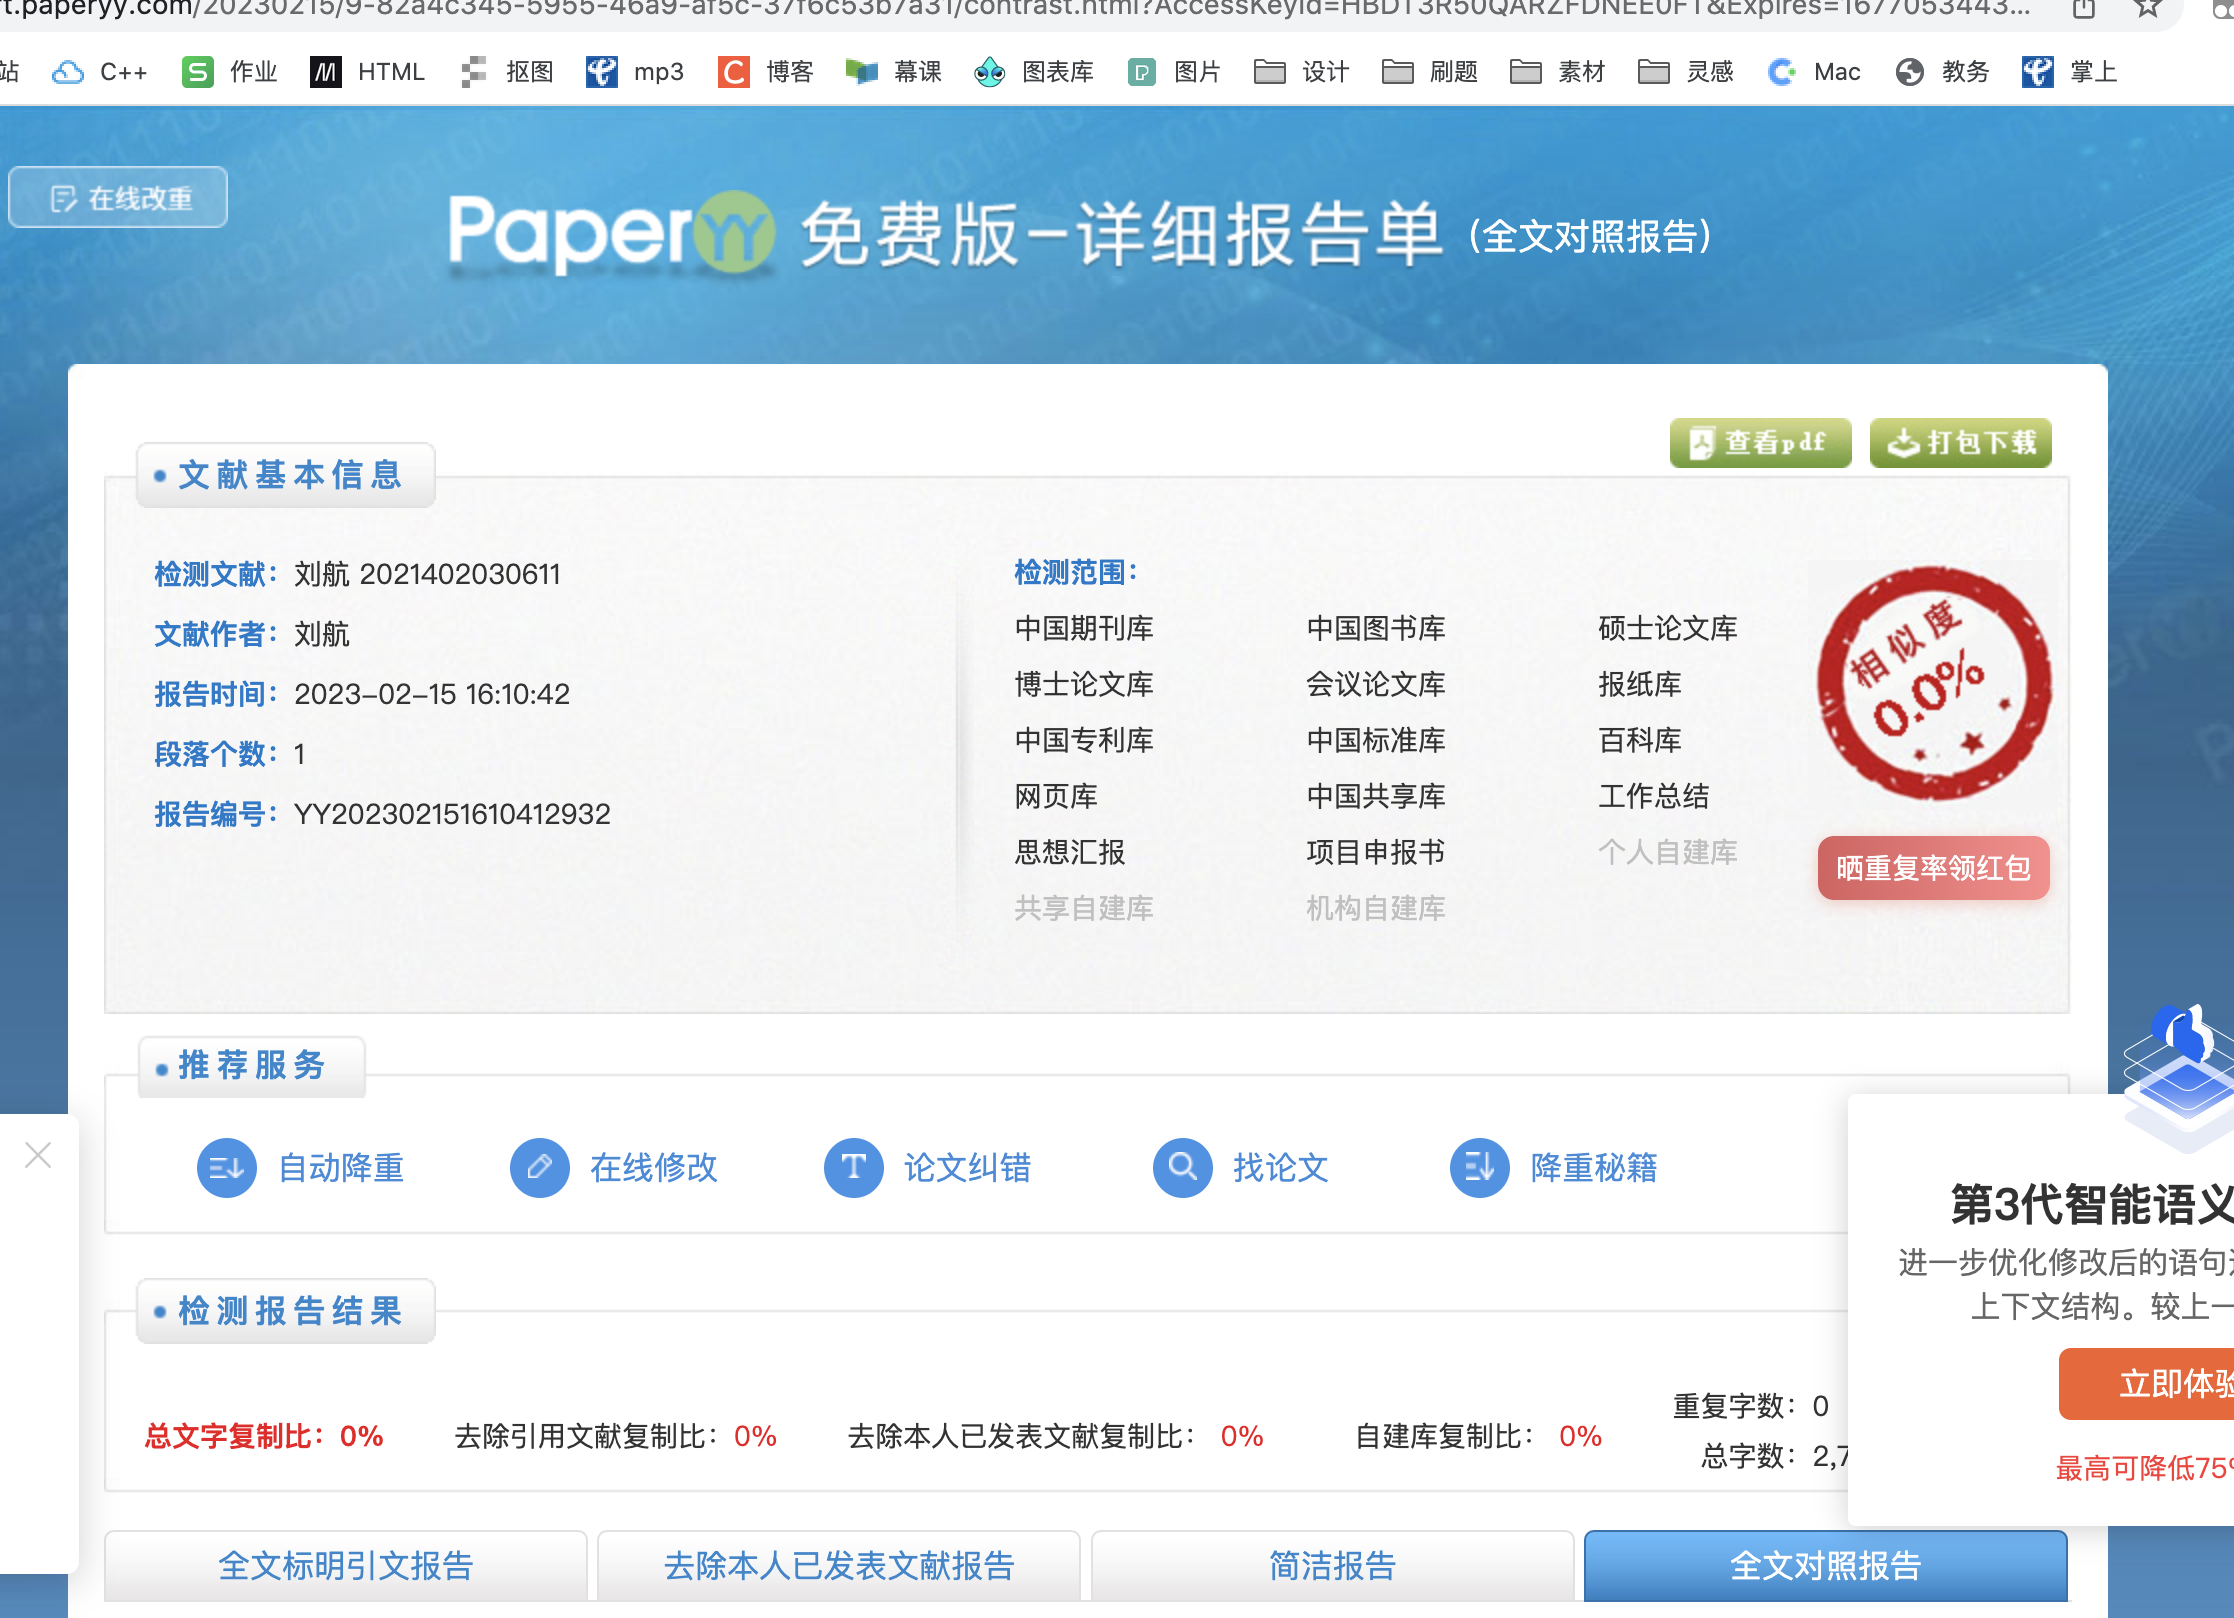 rt.paperyy.com/20230215/9-82a4c345-5955-46a9-af5c-37f6c53b7a31/contrast.html?AccessKeyId=HBDT3R50QARZFDNEE0FT&Expires=1677053443...
站 C++ 作业 HTML 抠图 mp3 博客 幕课 图表库 图片 设计 刷题 素材 灵感 Mac 教务 掌上
在线改重
PaperYY 免费版-详细报告单 (全文对照报告)
查看pdf 打包下载
文献基本信息
检测文献: 刘航 2021402030611
文献作者: 刘航
报告时间: 2023-02-15 16:10:42
段落个数: 1
报告编号: YY202302151610412932
检测范围:
中国期刊库 中国图书库 硕士论文库
博士论文库 会议论文库 报纸库
中国专利库 中国标准库 百科库
网页库 中国共享库 工作总结
思想汇报 项目申报书 个人自建库
共享自建库 机构自建库
相似度
0.0%
晒重复率领红包
推荐服务
自动降重 在线修改 论文纠错 找论文 降重秘籍
第3代智能语义
进一步优化修改后的语句
上下文结构。较上一
立即体验
最高可降低75%
检测报告结果
总文字复制比: 0% 去除引用文献复制比: 0% 去除本人已发表文献复制比: 0% 自建库复制比: 0%
重复字数: 0
总字数: 2,7
全文标明引文报告 去除本人已发表文献报告 简洁报告 全文对照报告